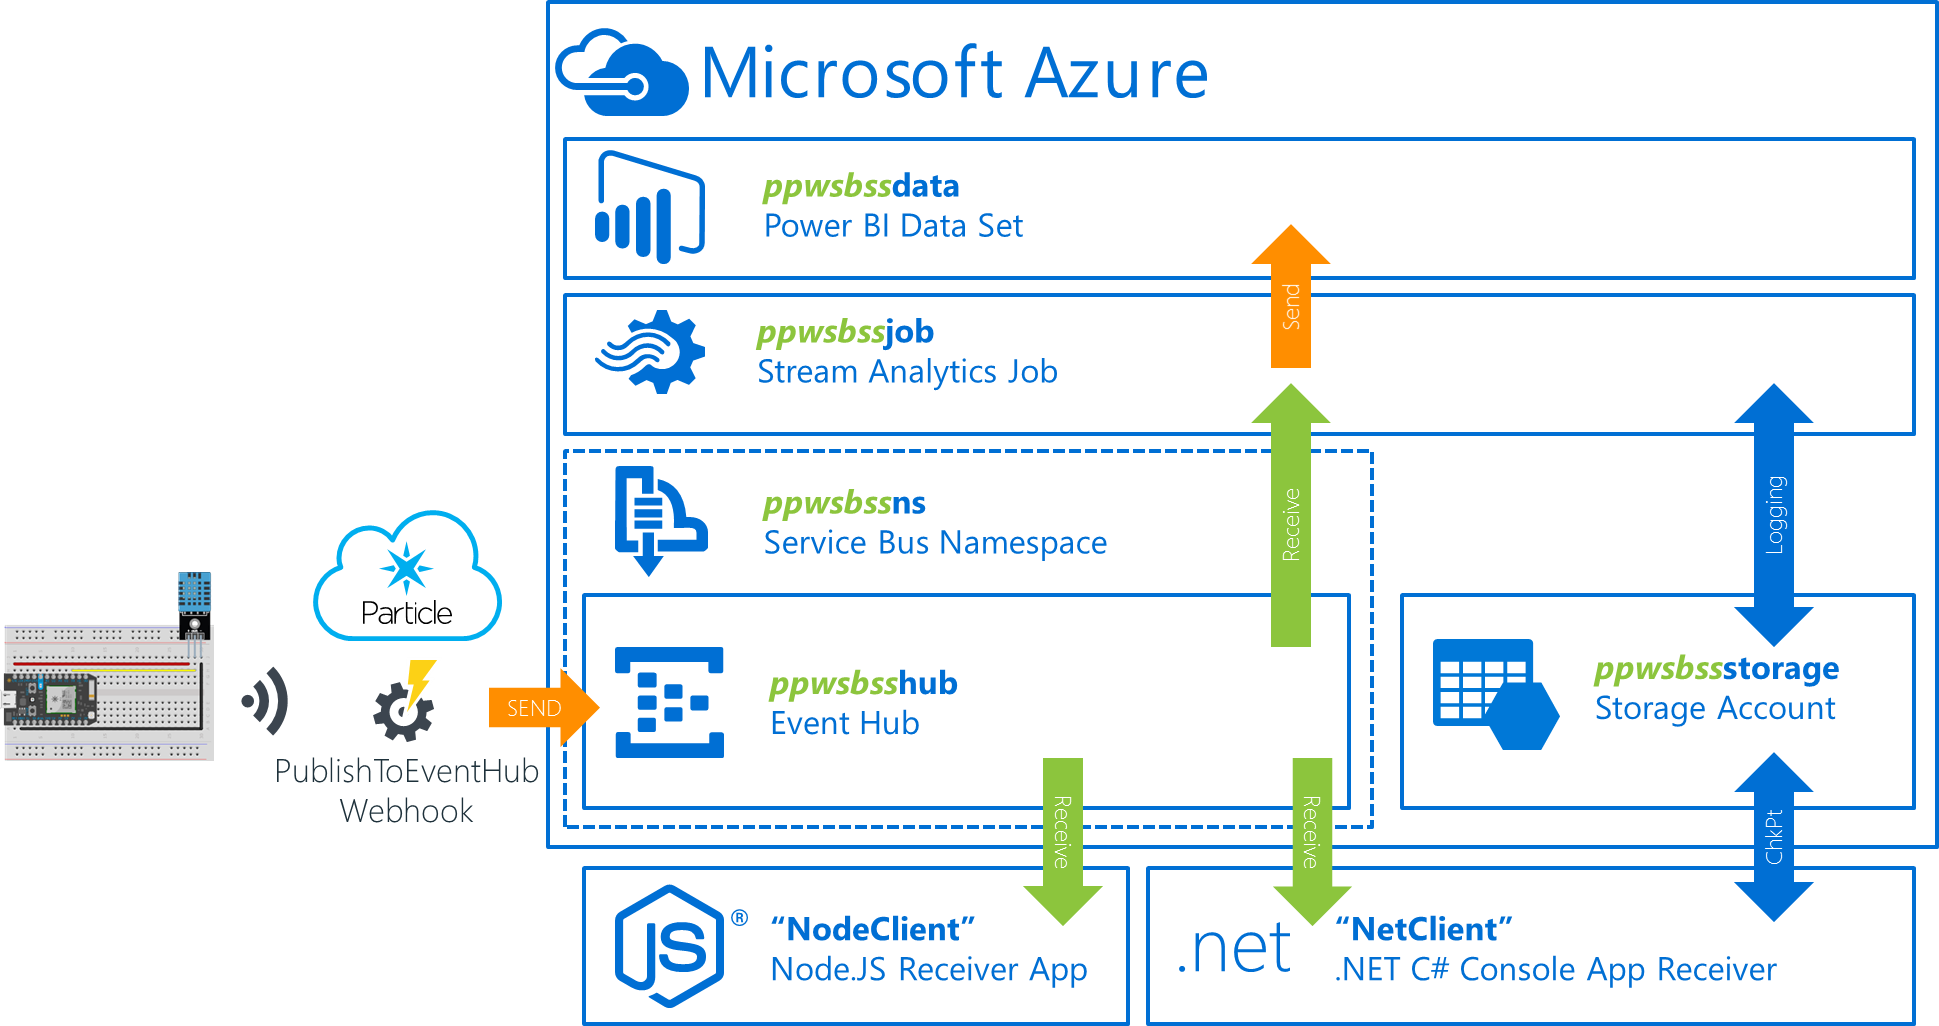 Microsoft Azure
ppwsbssdata
Power BI Data Set
Send
ppwsbssjob
Stream Analytics Job
ppwsbssns
Service Bus Namespace
Receive
Logging
Particle
PublishToEventHub
Webhook
SEND
ppwsbsshub
Event Hub
ppwsbssstorage
Storage Account
Receive
Receive
ChkPt
JS®
“NodeClient”
Node.JS Receiver App
.net
“NetClient”
.NET C# Console App Receiver